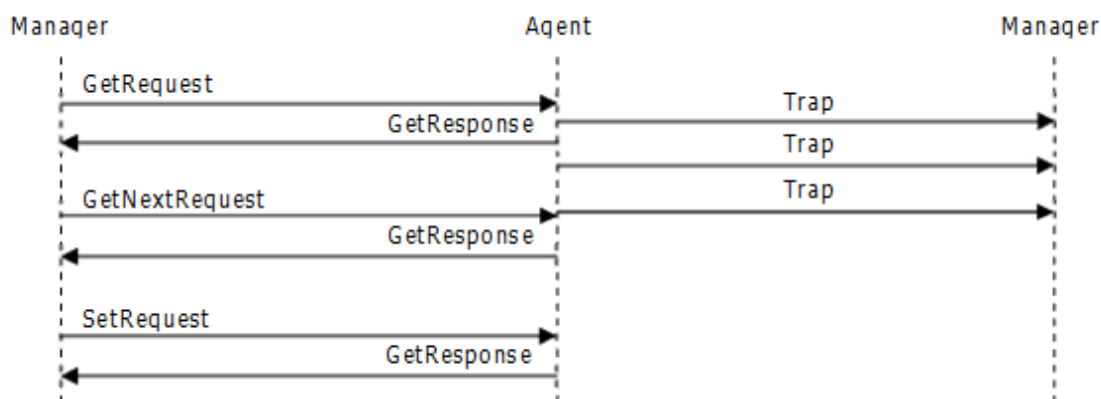 Manager Agent Manager
GetRequest
Trap
GetResponse
Trap
Trap
GetNextRequest
GetResponse
SetRequest
GetResponse